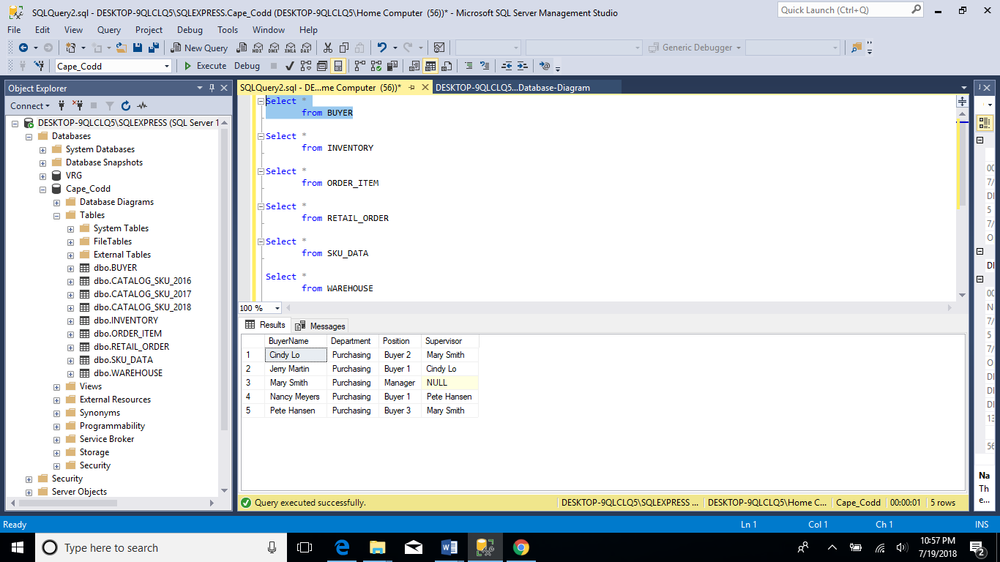 SQLQuery2.sql - DESKTOP-9QLCLQ5\SQLEXPRESS.Cape_Codd (DESKTOP-9QLCLQ5\Home Computer (56))* - Microsoft SQL Server Management Studio
Quick Launch (Ctrl+Q)
File Edit View Query Project Debug Tools Window Help
New Query MDX DMX XMLA DAX Generic Debugger
Cape_Codd Execute Debug
Object Explorer
Connect
DESKTOP-9QLCLQ5\SQLEXPRESS (SQL Server 1
Databases
System Databases
Database Snapshots
VRG
Cape_Codd
Database Diagrams
Tables
System Tables
FileTables
External Tables
dbo.BUYER
dbo.CATALOG_SKU_2016
dbo.CATALOG_SKU_2017
dbo.CATALOG_SKU_2018
dbo.INVENTORY
dbo.ORDER_ITEM
dbo.RETAIL_ORDER
dbo.SKU_DATA
dbo.WAREHOUSE
Views
External Resources
Synonyms
Programmability
Service Broker
Storage
Security
Security
Server Objects
SQLQuery2.sql - DE...me Computer (56))* DESKTOP-9QLCLQ5...Database-Diagram
Select *
from BUYER
Select *
from INVENTORY
Select *
from ORDER_ITEM
Select *
from RETAIL_ORDER
Select *
from SKU_DATA
Select *
from WAREHOUSE
100 %
Results Messages
BuyerName Department Position Supervisor
1 Cindy Lo Purchasing Buyer 2 Mary Smith
2 Jerry Martin Purchasing Buyer 1 Cindy Lo
3 Mary Smith Purchasing Manager NULL
4 Nancy Meyers Purchasing Buyer 1 Pete Hansen
5 Pete Hansen Purchasing Buyer 3 Mary Smith
Query executed successfully. DESKTOP-9QLCLQ5\SQLEXPRESS ... DESKTOP-9QLCLQ5\Home C... Cape_Codd 00:00:01 5 rows
00
7/
DI
5
7/
O
DI
00
N
7/
5
7/
O
DI
DI
DI
13
56
Na
Th
e...
Ready Ln 1 Col 1 Ch 1 INS
Type here to search
10:57 PM
7/19/2018
2